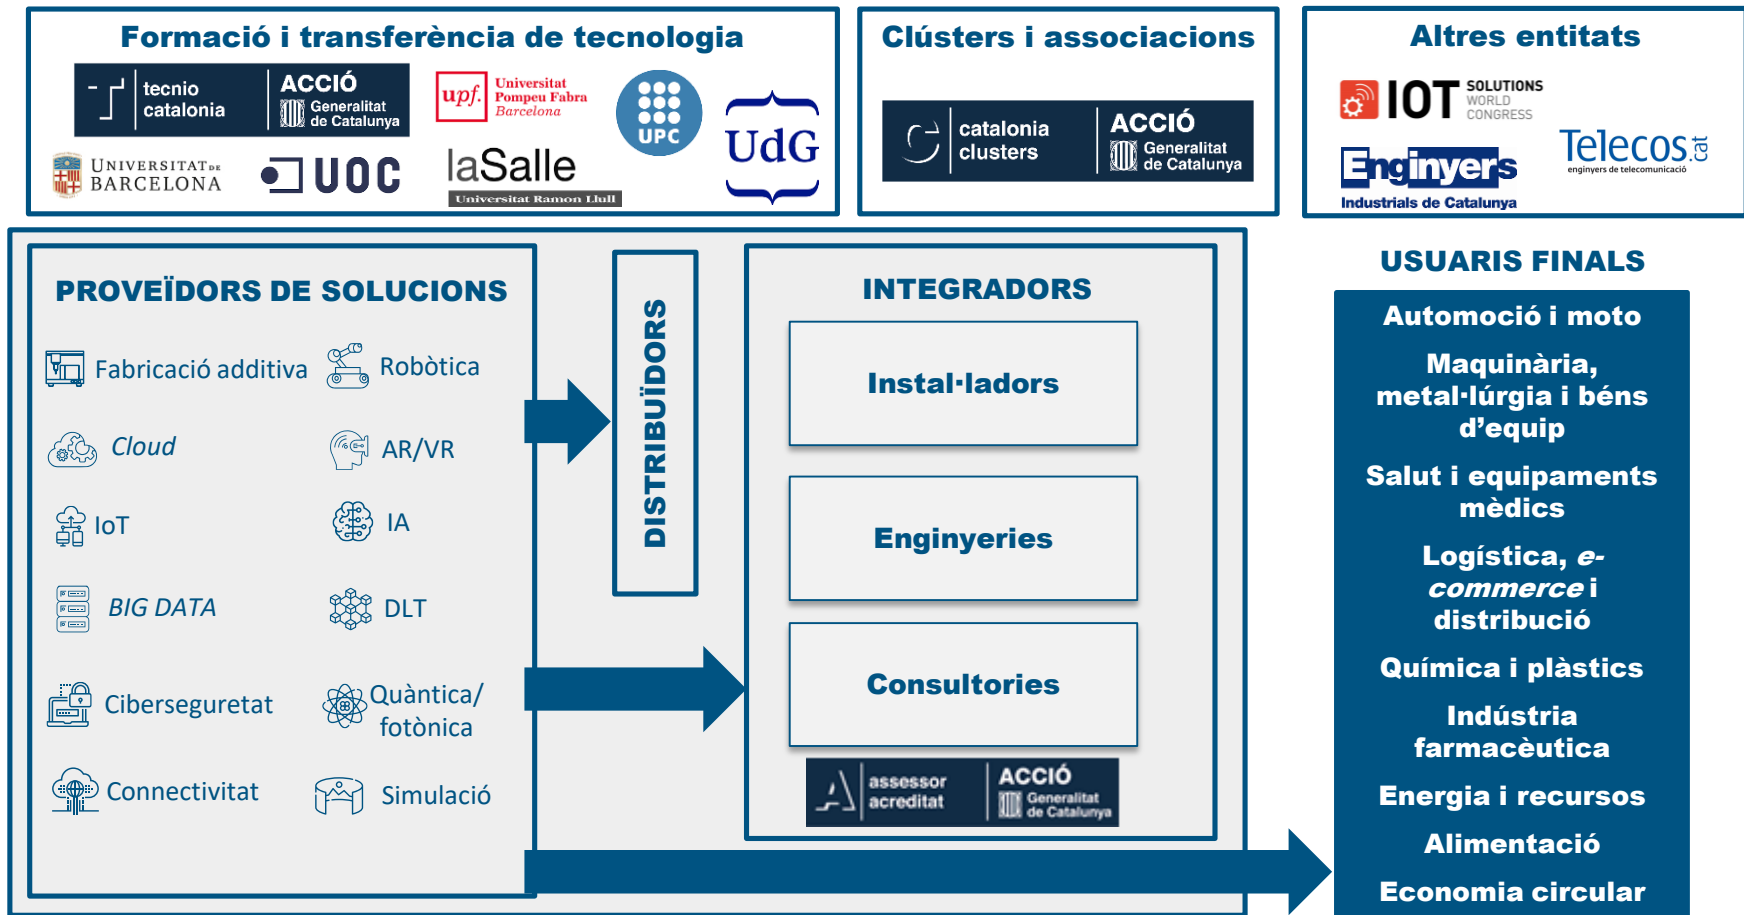 Formació i transferència de tecnologia
tecnio
catalonia
ACCIÓ
Generalitat
de Catalunya
upf.
Universitat
Pompeu Fabra
Barcelona
UPC
UdG
UNIVERSITAT DE
BARCELONA
UOC
laSalle
Universitat Ramon Llull
Clústers i associacions
catalonia
clusters
ACCIÓ
Generalitat
de Catalunya
Altres entitats
IOT SOLUTIONS
WORLD
CONGRESS
Enginyers
Industrials de Catalunya
Telecos.cat
enginyers de telecomunicació
PROVEÏDORS DE SOLUCIONS
Fabricació additiva
Robòtica
Cloud
AR/VR
IoT
IA
BIG DATA
DLT
Ciberseguretat
Quàntica/
fotònica
Connectivitat
Simulació
DISTRIBUÏDORS
INTEGRADORS
Instal·ladors
Enginyeries
Consultories
assessor
acreditat
ACCIÓ
Generalitat
de Catalunya
USUARIS FINALS
Automoció i moto
Maquinària,
metal·lúrgia i béns
d’equip
Salut i equipaments
mèdics
Logística, e-
commerce i
distribució
Química i plàstics
Indústria
farmacèutica
Energia i recursos
Alimentació
Economia circular